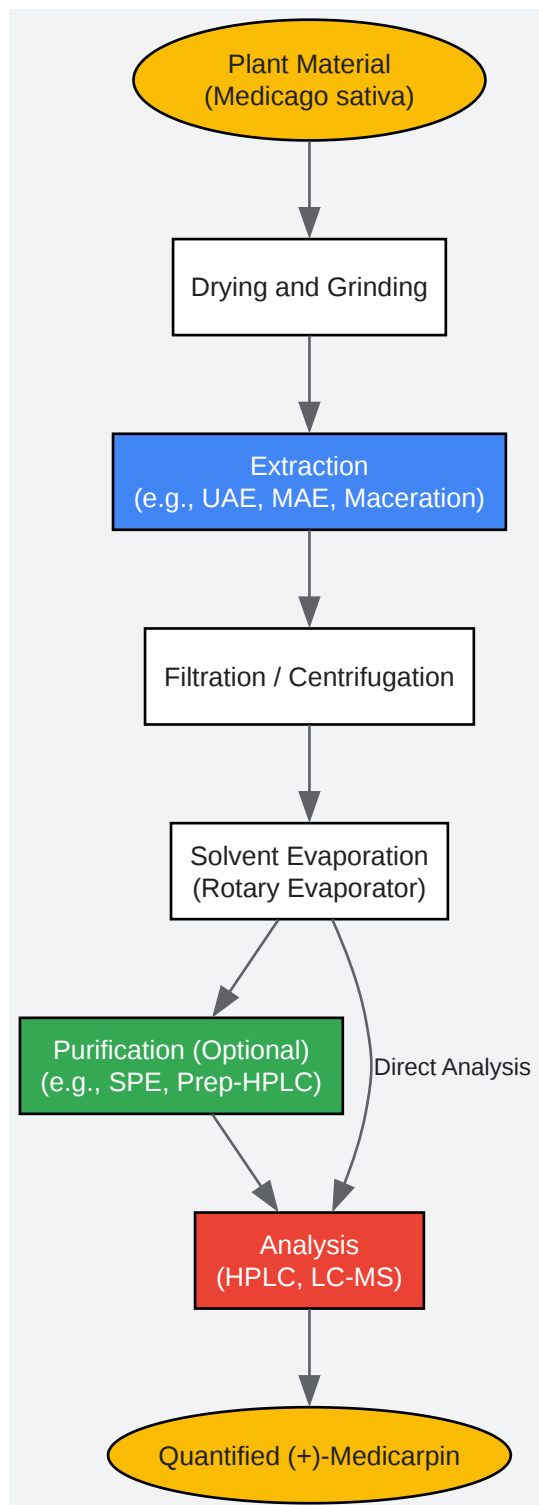 Plant Material
(Medicago sativa)
Drying and Grinding
Extraction
(e.g., UAE, MAE, Maceration)
Filtration / Centrifugation
Solvent Evaporation
(Rotary Evaporator)
Purification (Optional)
(e.g., SPE, Prep-HPLC)
Direct Analysis
Analysis
(HPLC, LC-MS)
Quantified (+)-Medicarpin